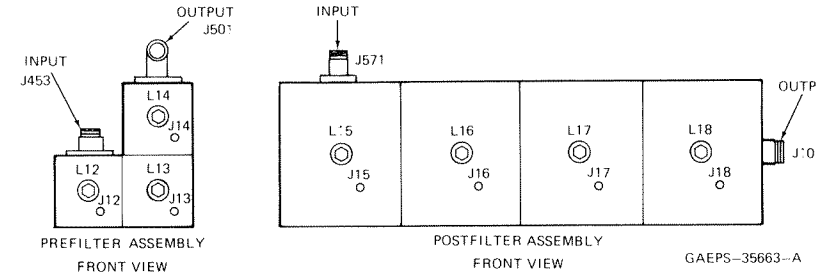 OUTPUT
J501
INPUT
J453
L14
J14
L12
J12
L13
J13
PREFILTER ASSEMBLY
FRONT VIEW
INPUT
J571
OUTP
L15
J15
L16
J16
L17
J17
L18
J18
POSTFILTER ASSEMBLY
FRONT VIEW
GAEPS-35663-A